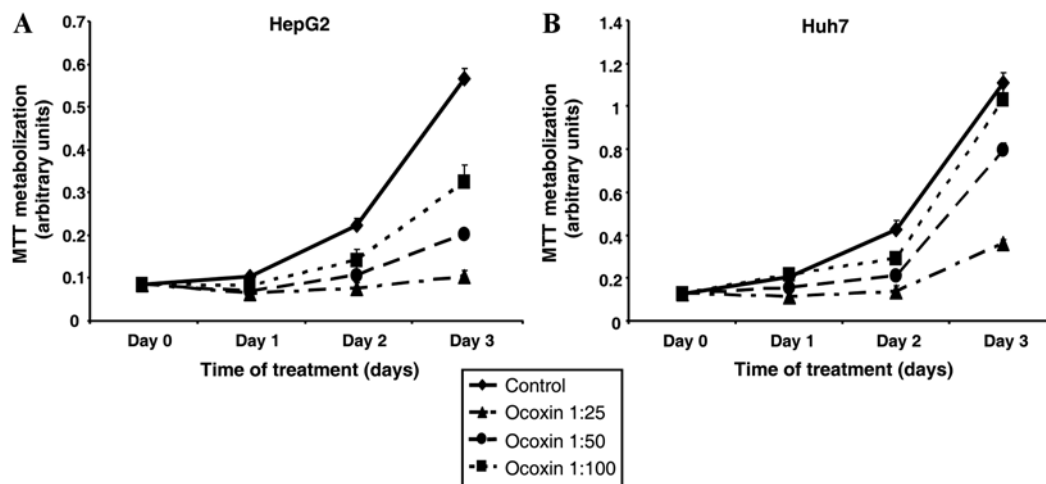 A
HepG2
MTT metabolization
(arbitrary units)
0.7
0.6
0.5
0.4
0.3
0.2
0.1
0
Day 0 Day 1 Day 2 Day 3
Time of treatment (days)
B
Huh7
MTT metabolization
(arbitrary units)
1.4
1.2
1
0.8
0.6
0.4
1.2
0
Day 0 Day 1 Day 2 Day 3
Time of treatment (days)
Control
Ocoxin 1:25
Ocoxin 1:50
Ocoxin 1:100